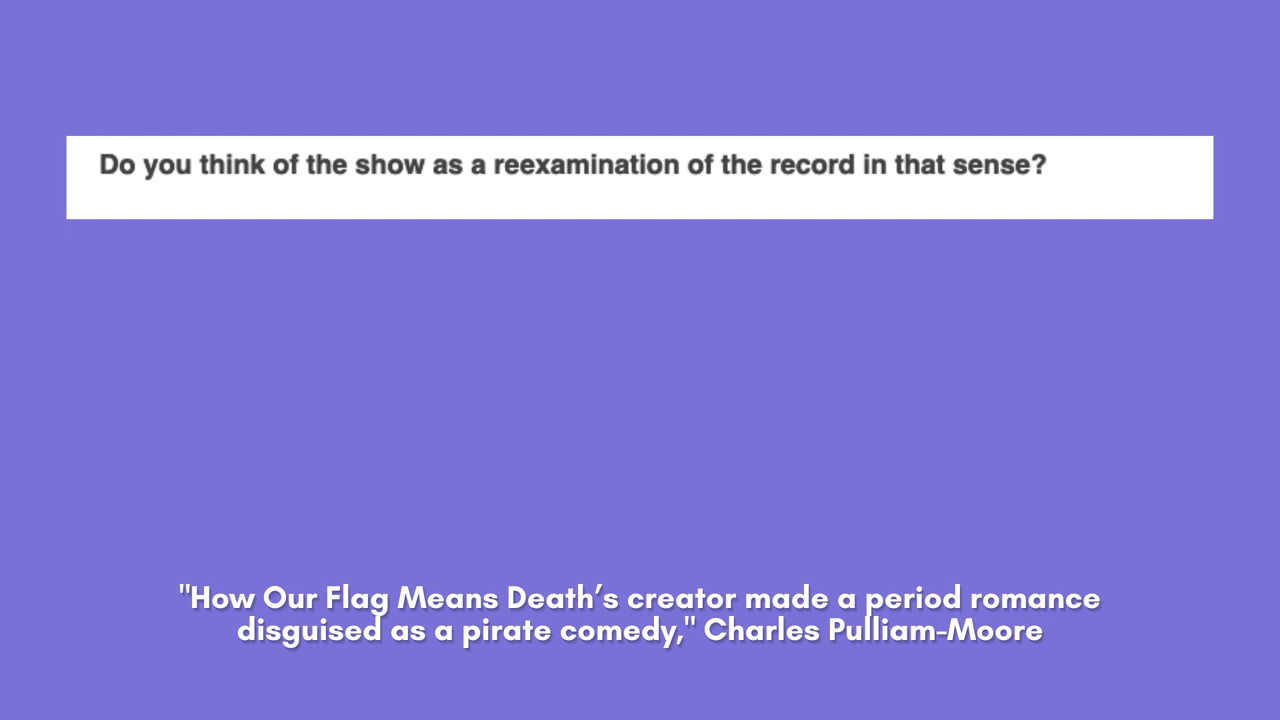 Do you think of the show as a reexamination of the record in that sense?
"How Our Flag Means Death’s creator made a period romance
disguised as a pirate comedy," Charles Pulliam-Moore